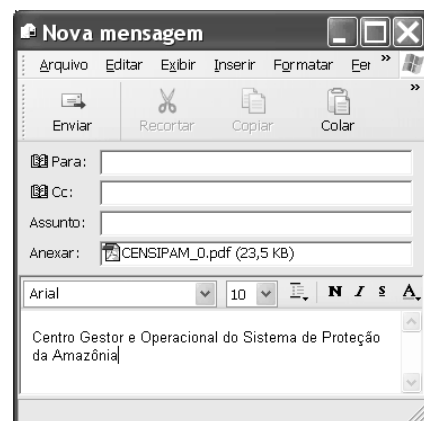 Nova mensagem
Arquivo Editar Exibir Inserir Formatar Fer »
Enviar Recortar Copiar Colar »
Para:
Cc:
Assunto:
Anexar: CENSIPAM_0.pdf (23,5 KB)
Arial 10 N I s A
Centro Gestor e Operacional do Sistema de Proteção
da Amazônia